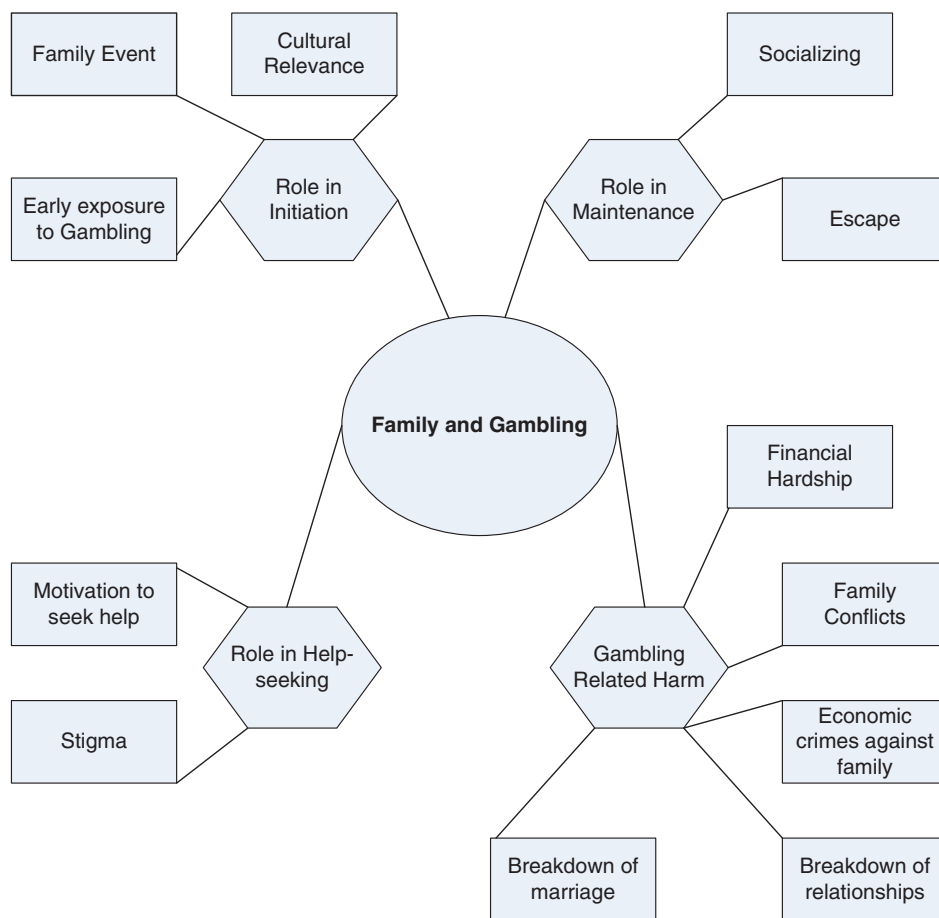 Family Event
Cultural
Relevance
Socializing
Early exposure
to Gambling
Role in
Initiation
Role in
Maintenance
Escape
Family and Gambling
Financial
Hardship
Motivation to
seek help
Role in Help-
seeking
Stigma
Gambling
Related Harm
Family
Conflicts
Economic
crimes against
family
Breakdown of
marriage
Breakdown of
relationships